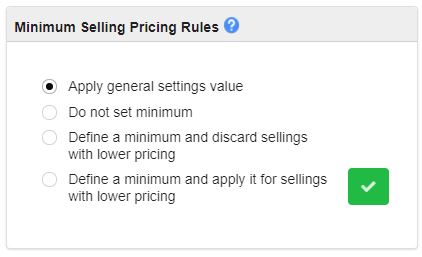 Minimum Selling Pricing Rules ?
Apply general settings value
Do not set minimum
Define a minimum and discard sellings
with lower pricing
Define a minimum and apply it for sellings
with lower pricing